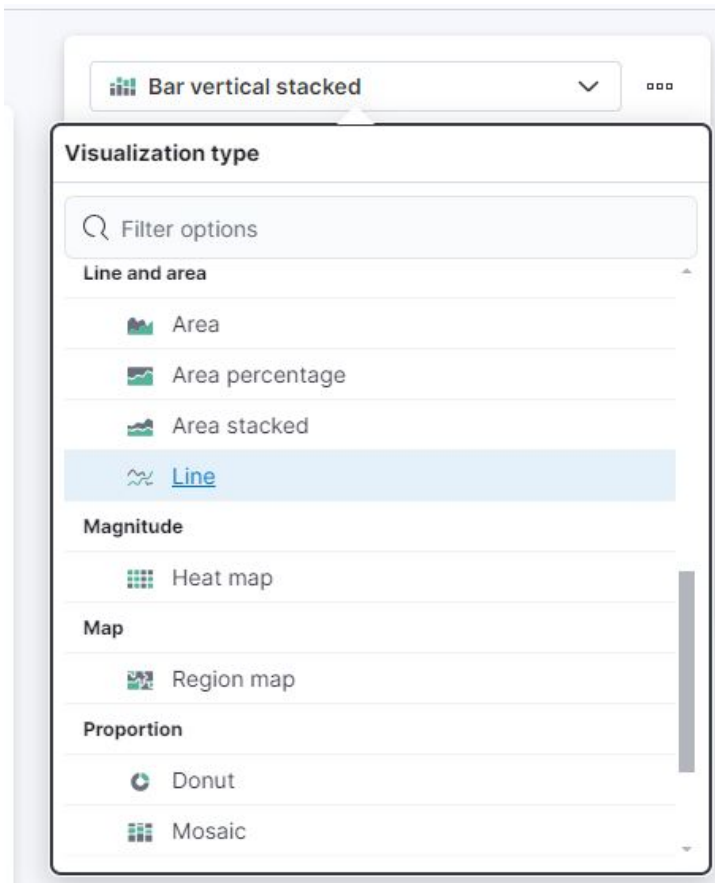 Bar vertical stacked
Visualization type
Filter options
Line and area
Area
Area percentage
Area stacked
Line
Magnitude
Heat map
Map
Region map
Proportion
Donut
Mosaic